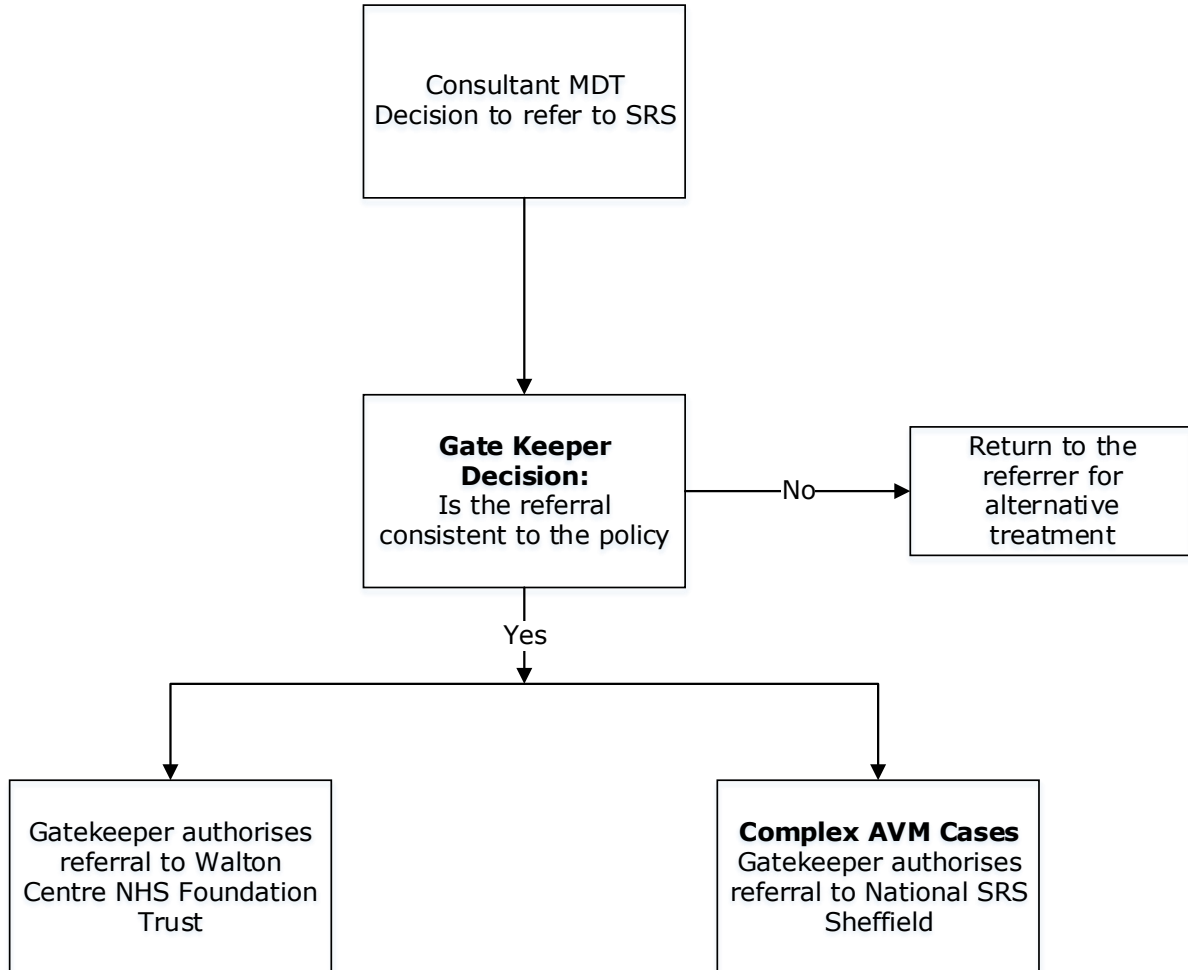 Consultant MDT
Decision to refer to SRS
Gate Keeper
Decision:
Is the referral
consistent to the policy
No
Return to the
referrer for
alternative
treatment
Yes
Gatekeeper authorises
referral to Walton
Centre NHS Foundation
Trust
Complex AVM Cases
Gatekeeper authorises
referral to National SRS
Sheffield